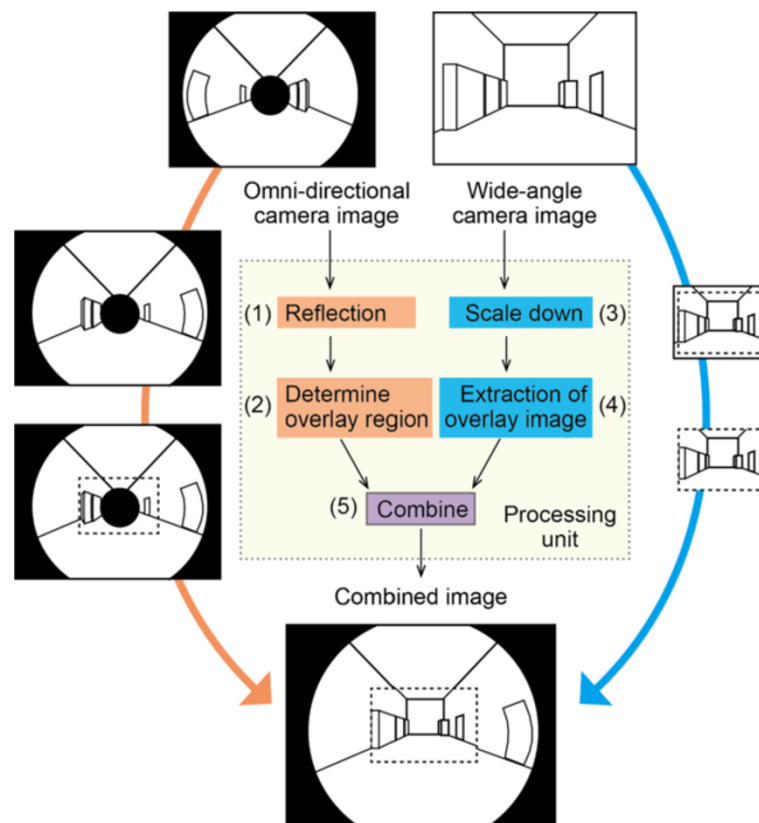 Omni-directional
camera image
Wide-angle
camera image
(1) Reflection
Scale down (3)
(2) Determine
overlay region
Extraction of
overlay image (4)
(5) Combine
Processing
unit
Combined image